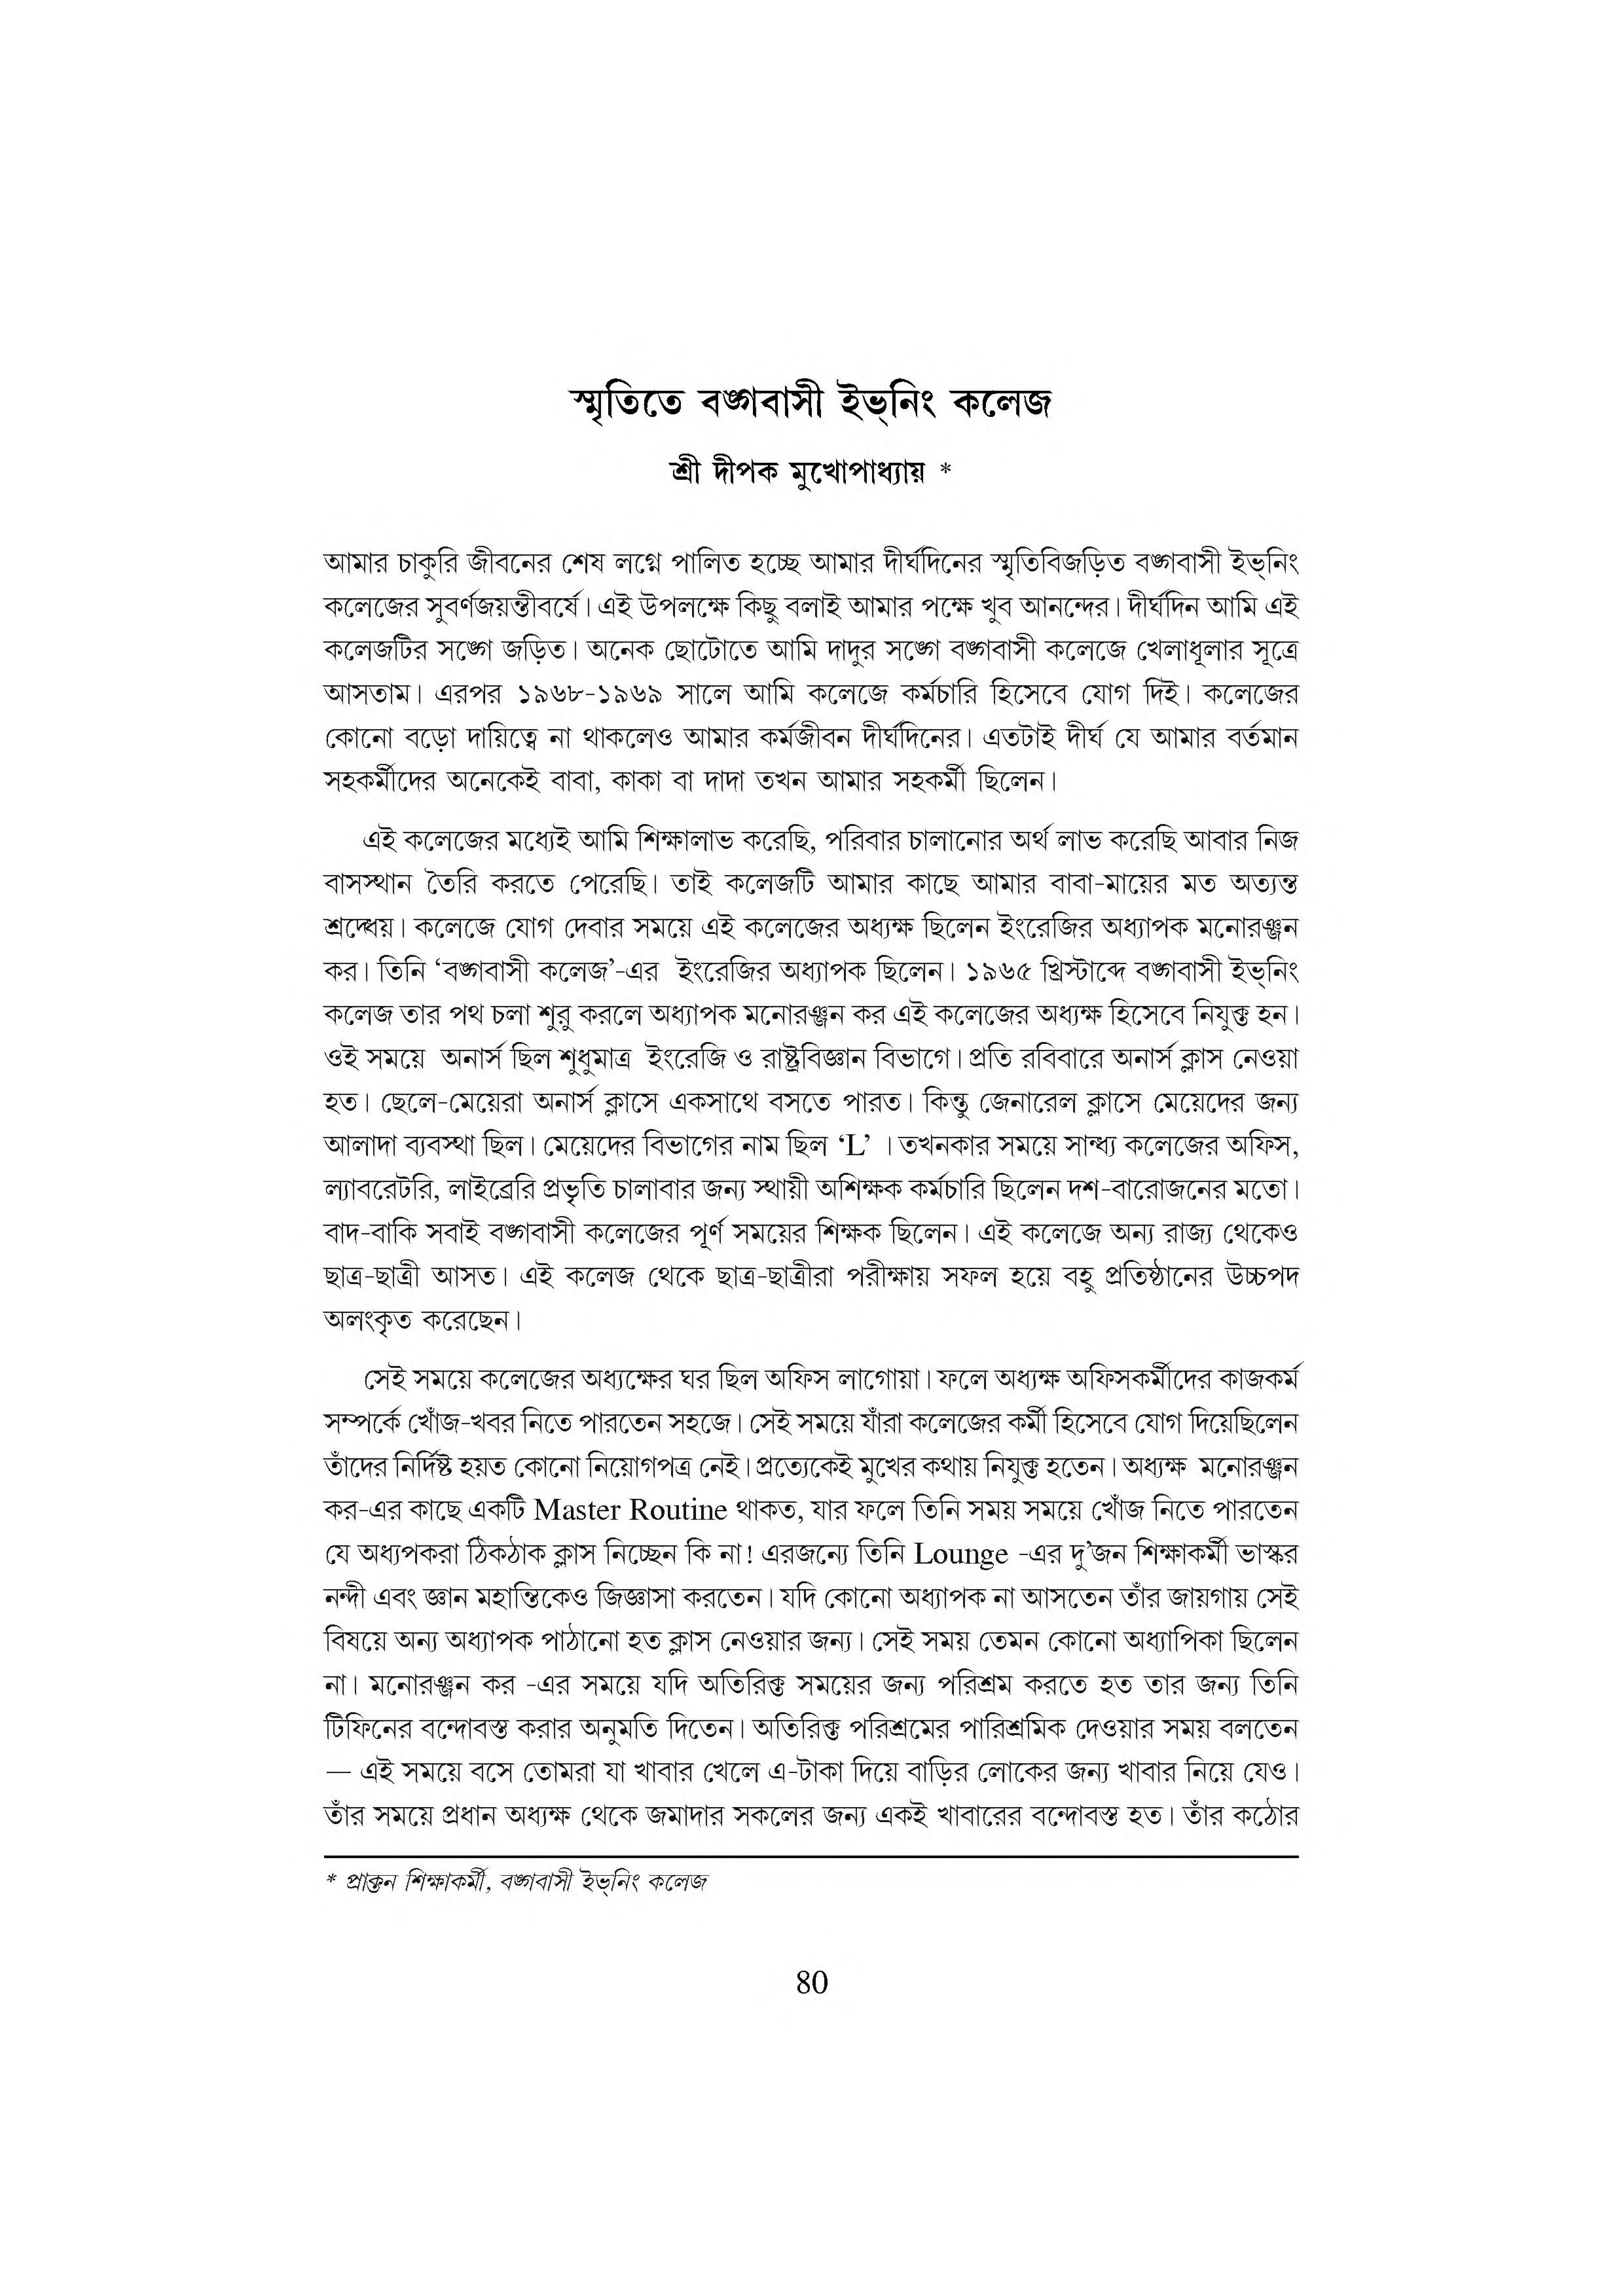 স্মৃতিতে বঙ্গবাসী ইভ্‌নিং কলেজ
শ্রী দীপক মুখোপাধ্যায় *
আমার চাকুরি জীবনের শেষ লগ্নে পালিত হচ্ছে আমার দীর্ঘদিনের স্মৃতিবিজড়িত বঙ্গবাসী ইভ্‌নিং
কলেজের সুবর্ণজয়ন্তীবর্ষে। এই উপলক্ষে কিছু বলাই আমার পক্ষে খুব আনন্দের। দীর্ঘদিন আমি এই
কলেজটির সঙ্গে জড়িত। অনেক ছোটোতে আমি দাদুর সঙ্গে বঙ্গবাসী কলেজে খেলাধূলার সূত্রে
আসতাম। এরপর ১৯৬৮-১৯৬৯ সালে আমি কলেজে কর্মচারি হিসেবে যোগ দিই। কলেজের
কোনো বড়ো দায়িত্বে না থাকলেও আমার কর্মজীবন দীর্ঘদিনের। এতটাই দীর্ঘ যে আমার বর্তমান
সহকর্মীদের অনেকেই বাবা, কাকা বা দাদা তখন আমার সহকর্মী ছিলেন।
এই কলেজের মধ্যেই আমি শিক্ষালাভ করেছি, পরিবার চালানোর অর্থ লাভ করেছি আবার নিজ
বাসস্থান তৈরি করতে পেরেছি। তাই কলেজটি আমার কাছে আমার বাবা-মায়ের মত অত্যন্ত
শ্রদ্ধেয়। কলেজে যোগ দেবার সময়ে এই কলেজের অধ্যক্ষ ছিলেন ইংরেজির অধ্যাপক মনোরঞ্জন
কর। তিনি ‘বঙ্গবাসী কলেজ’-এর ইংরেজির অধ্যাপক ছিলেন। ১৯৬৫ খ্রিস্টাব্দে বঙ্গবাসী ইভ্‌নিং
কলেজ তার পথ চলা শুরু করলে অধ্যাপক মনোরঞ্জন কর এই কলেজের অধ্যক্ষ হিসেবে নিযুক্ত হন।
ওই সময়ে অনার্স ছিল শুধুমাত্র ইংরেজি ও রাষ্ট্রবিজ্ঞান বিভাগে। প্রতি রবিবারে অনার্স ক্লাস নেওয়া
হত। ছেলে-মেয়েরা অনার্স ক্লাসে একসাথে বসতে পারত। কিন্তু জেনারেল ক্লাসে মেয়েদের জন্য
আলাদা ব্যবস্থা ছিল। মেয়েদের বিভাগের নাম ছিল ‘L’ । তখনকার সময়ে সান্ধ্য কলেজের অফিস,
ল্যাবরেটরি, লাইব্রেরি প্রভৃতি চালাবার জন্য স্থায়ী অশিক্ষক কর্মচারি ছিলেন দশ-বারোজনের মতো।
বাদ-বাকি সবাই বঙ্গবাসী কলেজের পূর্ণ সময়ের শিক্ষক ছিলেন। এই কলেজে অন্য রাজ্য থেকেও
ছাত্র-ছাত্রী আসত। এই কলেজ থেকে ছাত্র-ছাত্রীরা পরীক্ষায় সফল হয়ে বহু প্রতিষ্ঠানের উচ্চপদ
অলংকৃত করেছেন।
সেই সময়ে কলেজের অধ্যক্ষের ঘর ছিল অফিস লাগোয়া। ফলে অধ্যক্ষ অফিসকর্মীদের কাজকর্ম
সম্পর্কে খোঁজ-খবর নিতে পারতেন সহজে। সেই সময়ে যাঁরা কলেজের কর্মী হিসেবে যোগ দিয়েছিলেন
তাঁদের নির্দিষ্ট হয়ত কোনো নিয়োগপত্র নেই। প্রত্যেকেই মুখের কথায় নিযুক্ত হতেন। অধ্যক্ষ মনোরঞ্জন
কর-এর কাছে একটি Master Routine থাকত, যার ফলে তিনি সময় সময়ে খোঁজ নিতে পারতেন
যে অধ্যপকরা ঠিকঠাক ক্লাস নিচ্ছেন কি না! এরজন্যে তিনি Lounge -এর দু’জন শিক্ষাকর্মী ভাস্কর
নন্দী এবং জ্ঞান মহান্তিকেও জিজ্ঞাসা করতেন। যদি কোনো অধ্যাপক না আসতেন তাঁর জায়গায় সেই
বিষয়ে অন্য অধ্যাপক পাঠানো হত ক্লাস নেওয়ার জন্য। সেই সময় তেমন কোনো অধ্যাপিকা ছিলেন
না। মনোরঞ্জন কর -এর সময়ে যদি অতিরিক্ত সময়ের জন্য পরিশ্রম করতে হত তার জন্য তিনি
টিফিনের বন্দোবস্ত করার অনুমতি দিতেন। অতিরিক্ত পরিশ্রমের পারিশ্রমিক দেওয়ার সময় বলতেন
— এই সময়ে বসে তোমরা যা খাবার খেলে এ-টাকা দিয়ে বাড়ির লোকের জন্য খাবার নিয়ে যেও।
তাঁর সময়ে প্রধান অধ্যক্ষ থেকে জমাদার সকলের জন্য একই খাবারের বন্দোবস্ত হত। তাঁর কঠোর
* প্রাক্তন শিক্ষাকর্মী, বঙ্গবাসী ইভ্‌নিং কলেজ
80